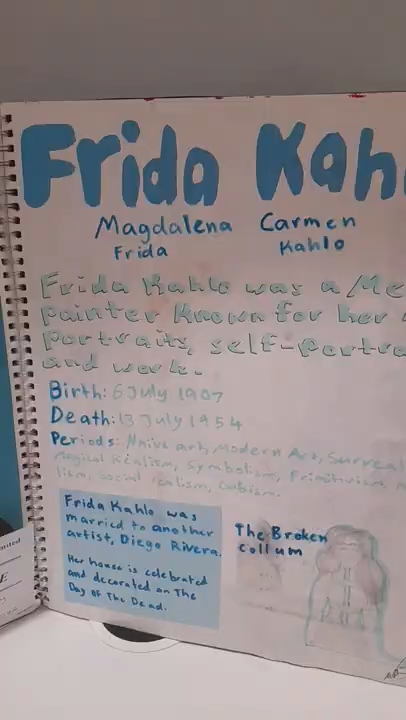 Frida Kah
Magdalena Carmen
Frida Kahlo
Frida Kahlo was a Me
painter known for her
portraits, self-portra
and work.
Birth: 6 July 1907
Death: 13 July 1954
Periods: Naive art, Modern Art, Surreal
Magical Realism, Symbolism, Primitivism,
lism, social realism, Cubism.
Frida Kahlo was
married to another
artist, Diego Rivera.
Her house is celebrated
and decorated on The
Day Of The Dead.
The Broken
collum